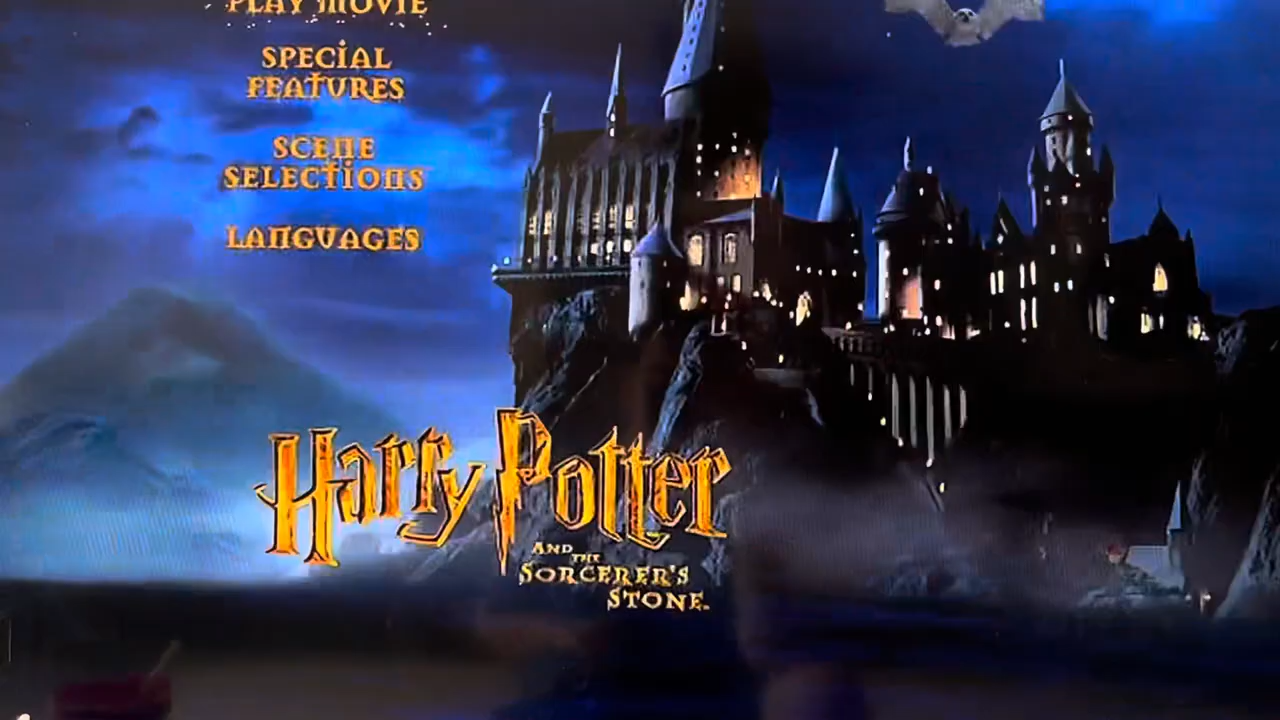 PLAY MOVIE
SPECIAL
FEATURES
SCENE
SELECTIONS
LANGUAGES
Harry Potter
AND THE
SORCERER'S
STONE